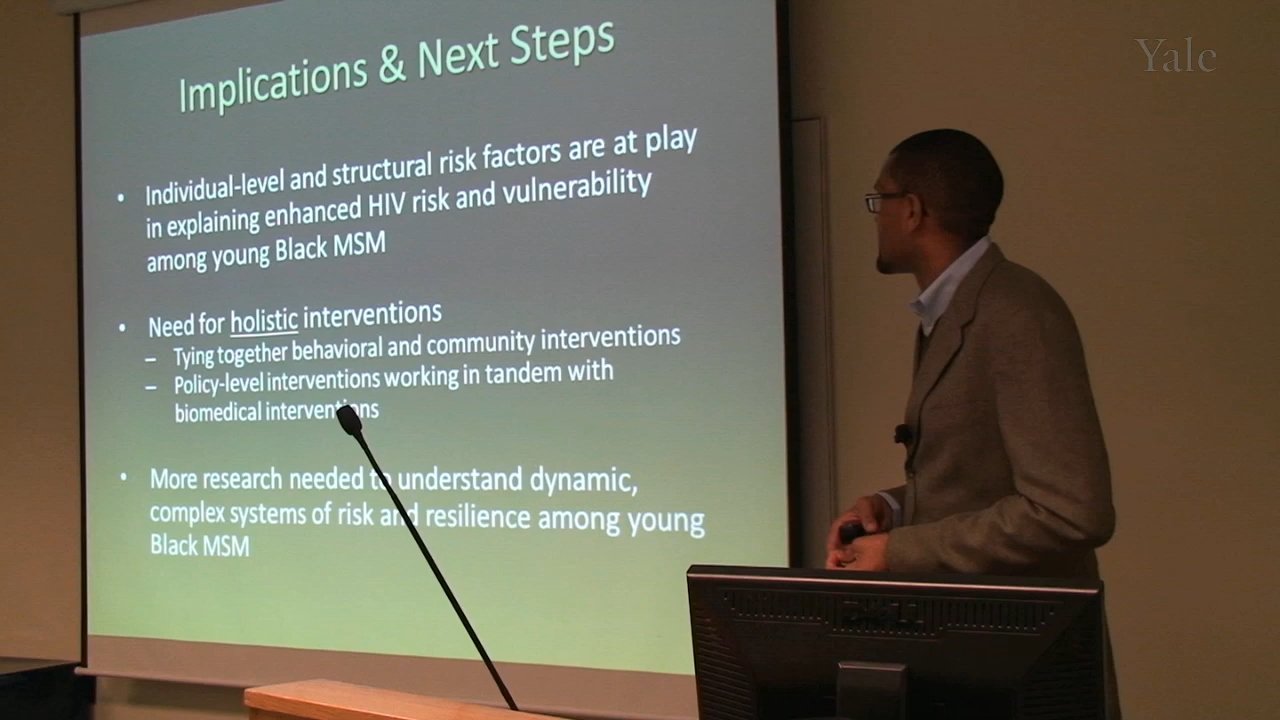 Yale
Implications & Next Steps
• Individual-level and structural risk factors are at play
in explaining enhanced HIV risk and vulnerability
among young Black MSM
• Need for holistic interventions
– Tying together behavioral and community interventions
– Policy-level interventions working in tandem with
biomedical interventions
• More research needed to understand dynamic,
complex systems of risk and resilience among young
Black MSM
DELL